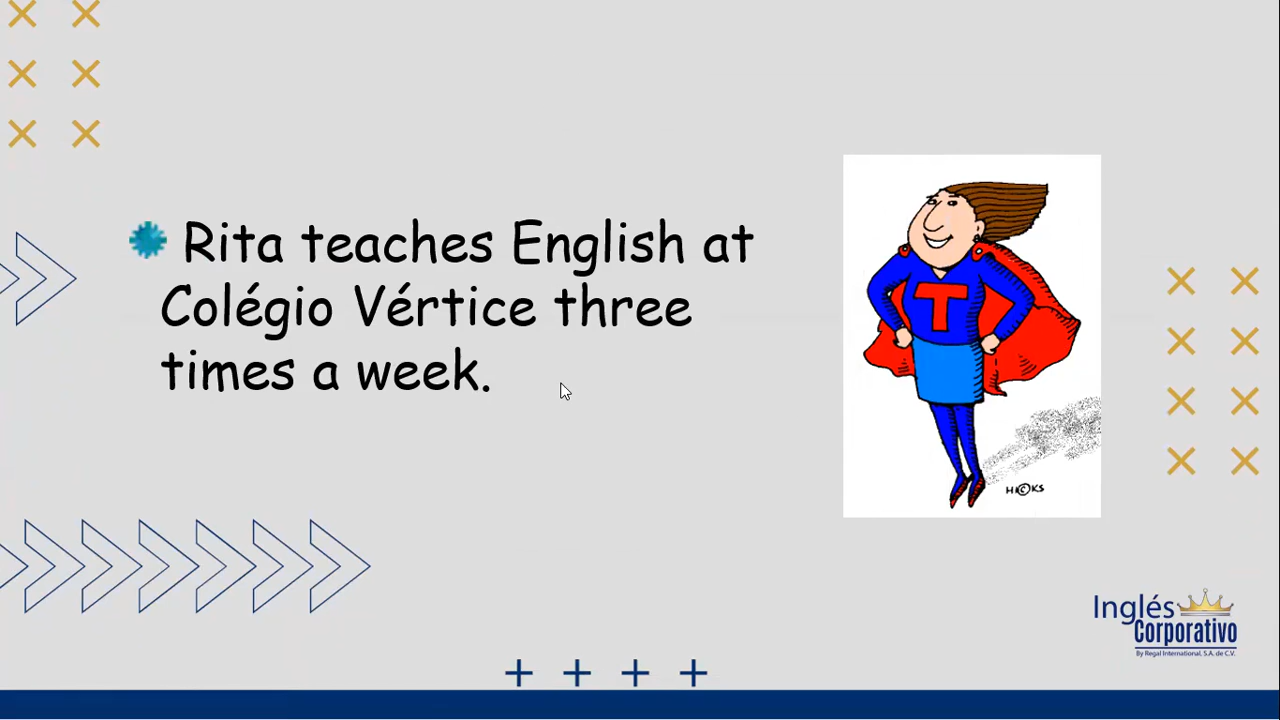 Rita teaches English at
Colégio Vértice three
times a week.
T
HICKS
Inglés
Corporativo
By Regal International, S.A. de C.V.